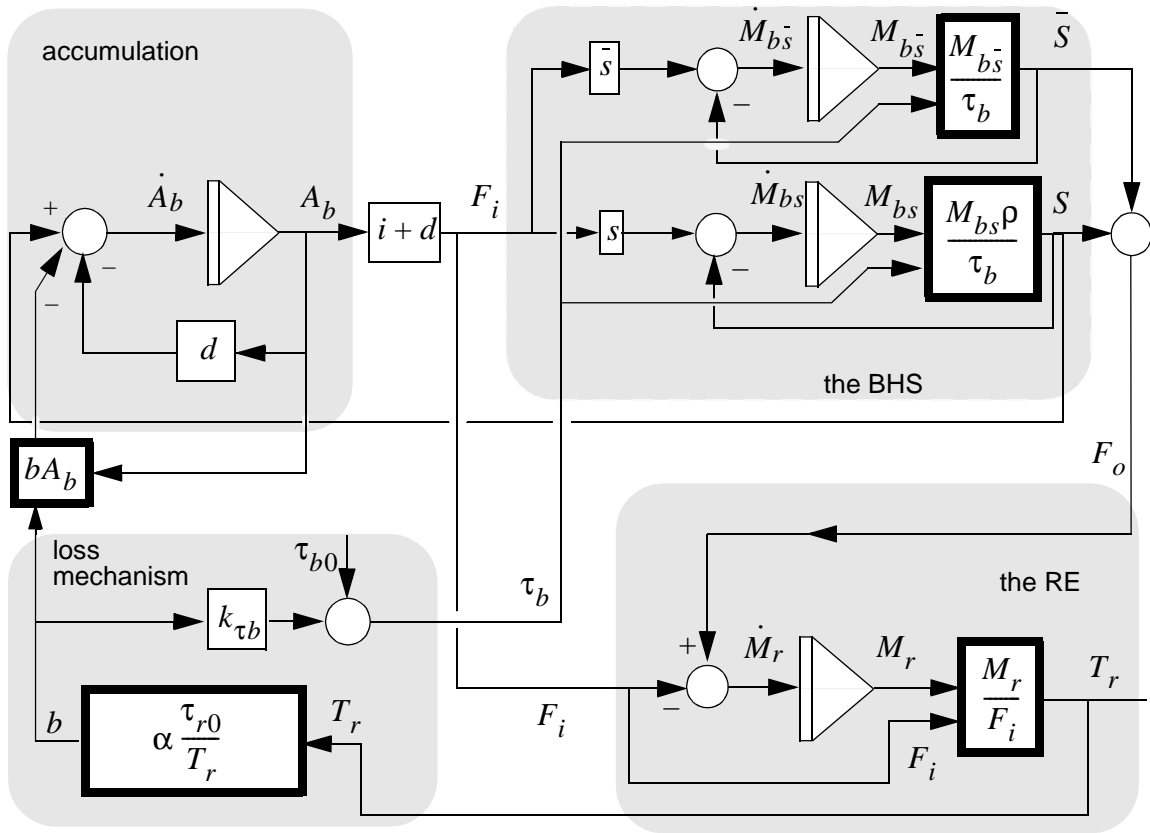 accumulation
+
−
−
Ȧ_b
A_b
i + d
d
bA_b
F_i
s̄
−
Ṁ_bs̄
M_bs̄
M_bs̄
τ_b
S̄
s
−
Ṁ_bs
M_bs
M_bs ρ
τ_b
S
the BHS
F_o
loss
mechanism
τ_b0
k_τb
τ_b
b
α τ_r0
T_r
T_r
F_i
the RE
+
−
Ṁ_r
M_r
M_r
F_i
F_i
T_r